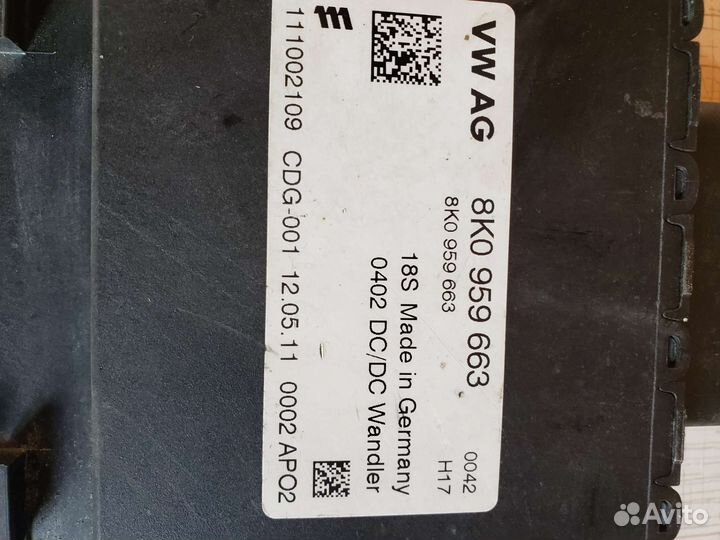 VW AG 8K0 959 663
8K0 959 663
0042
H17
18S Made in Germany
0402 DC/DC Wandler
111002109 CDG-001 12.05.11 0002 APO2
Avito